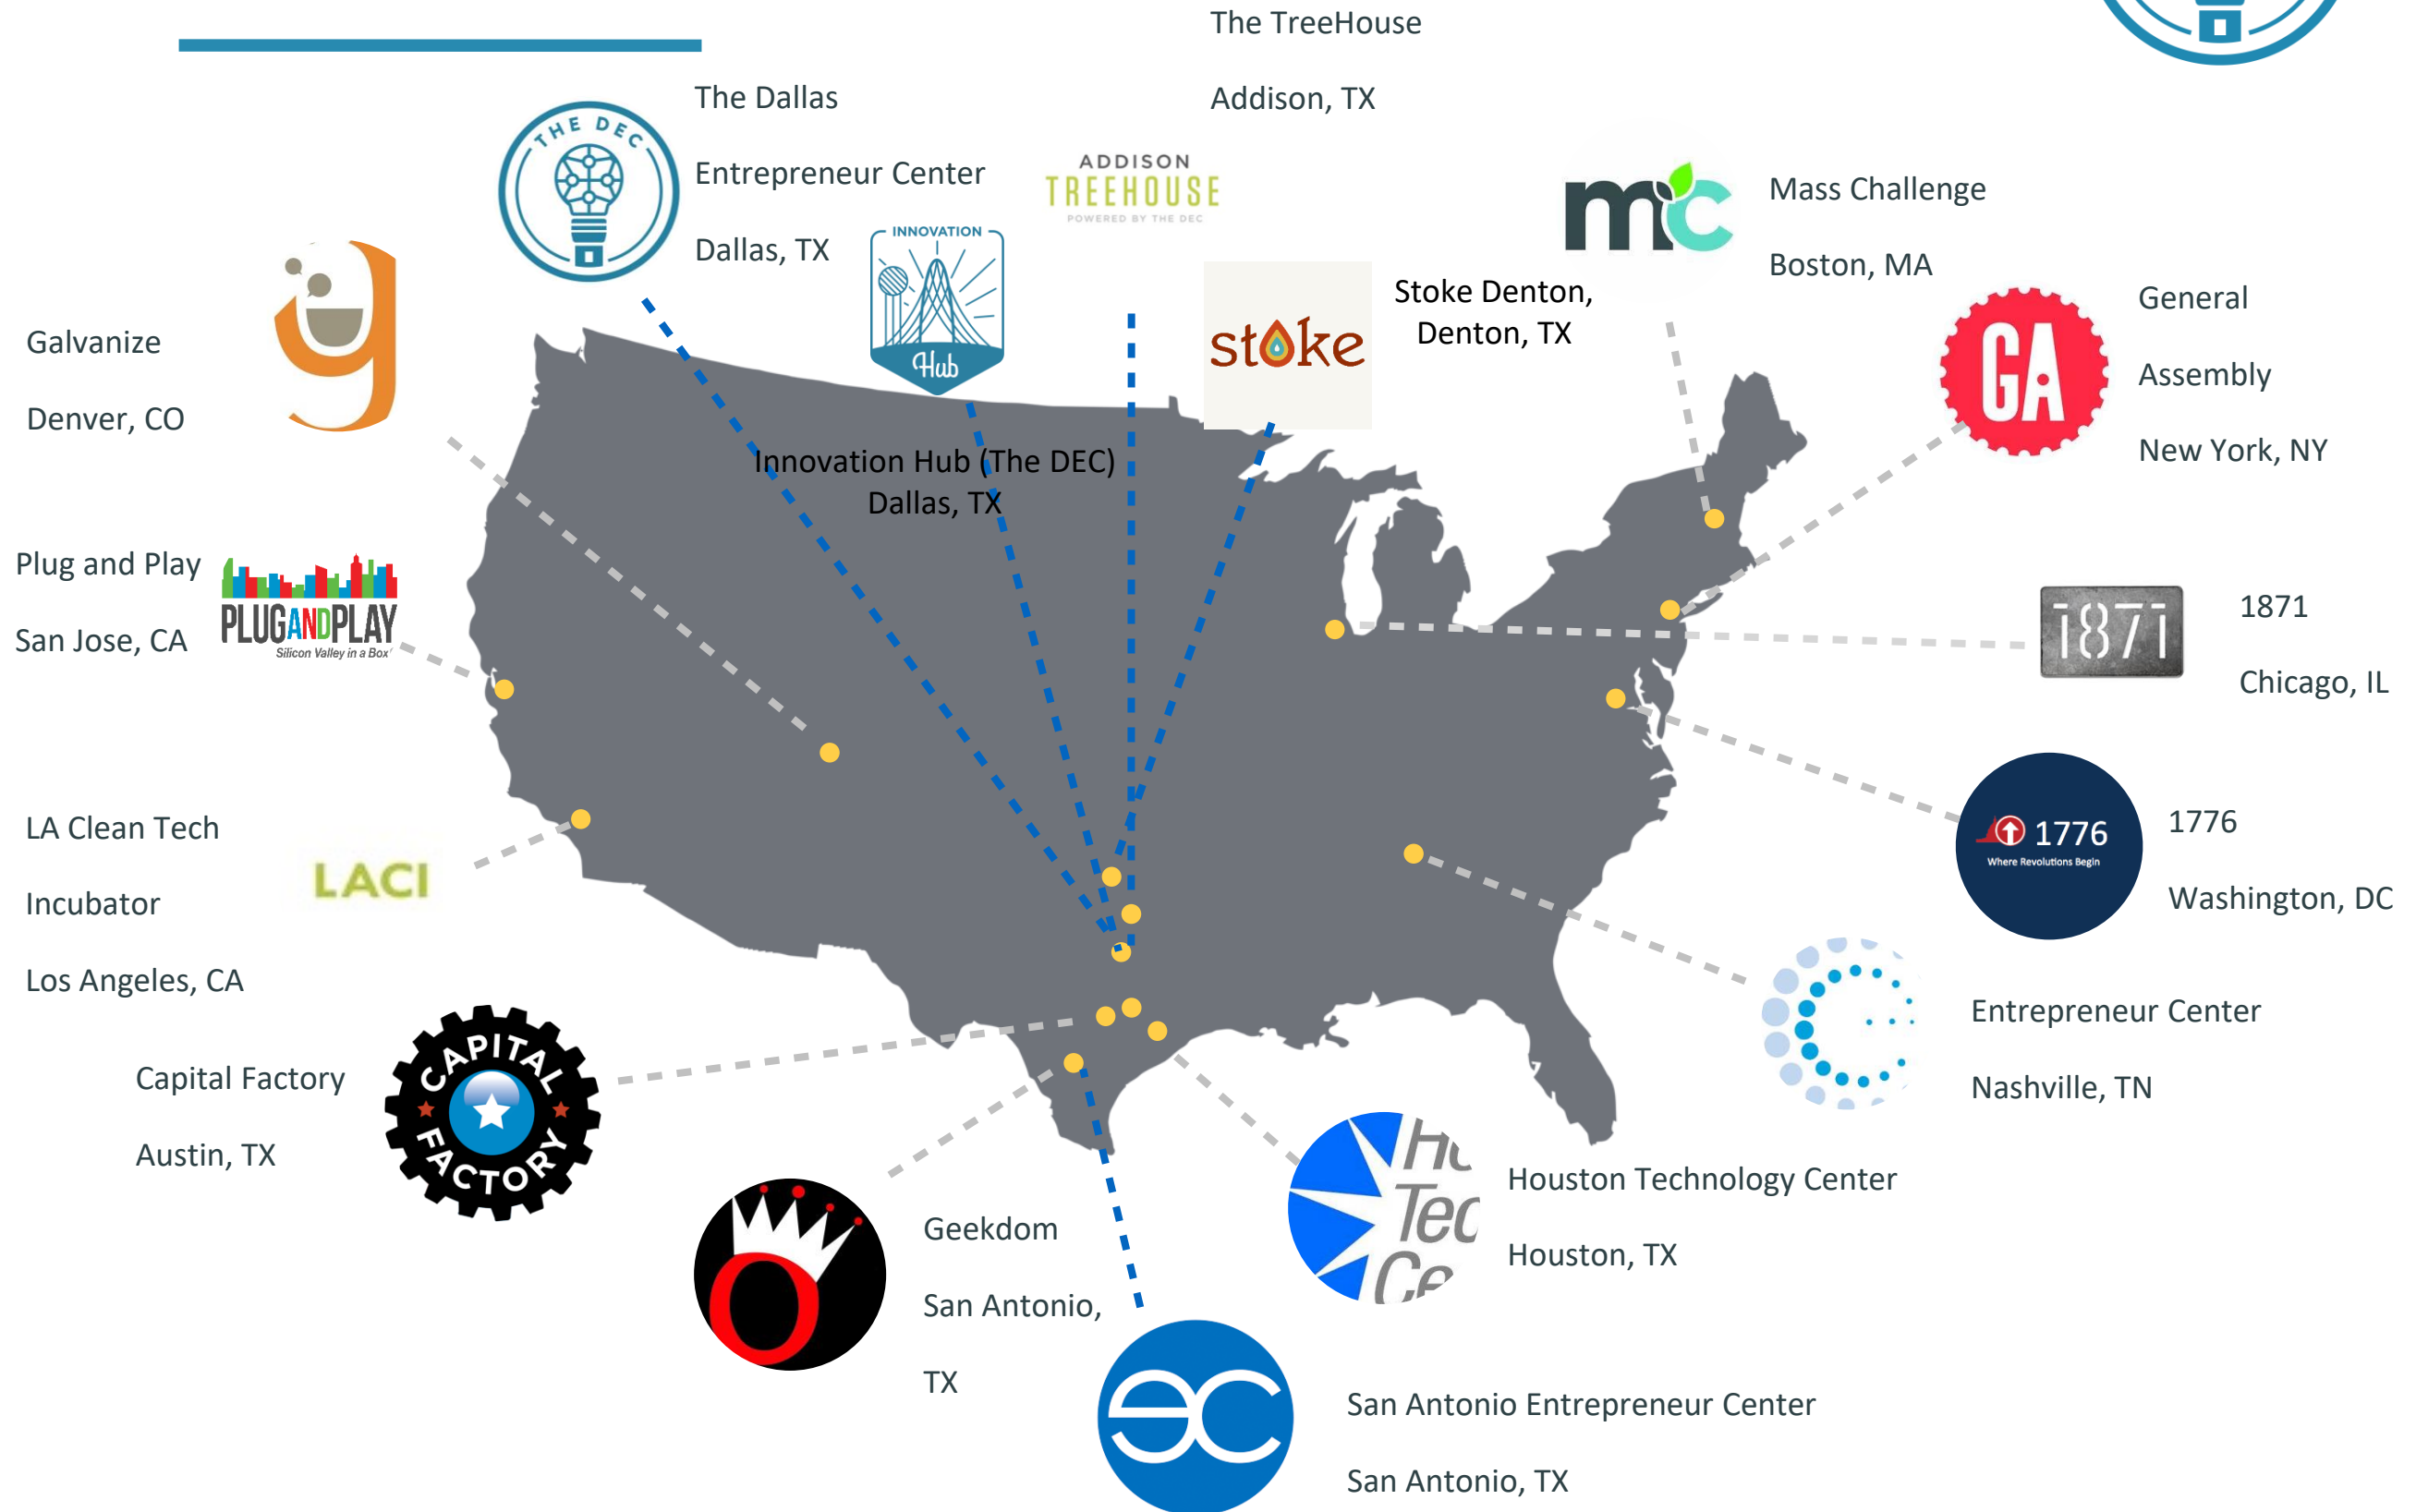 The TreeHouse
Addison, TX
The Dallas
Entrepreneur Center
Dallas, TX
THE DEC
ADDISON
TREEHOUSE
POWERED BY THE DEC
INNOVATION
Hub
mc
Mass Challenge
Boston, MA
stoke
Stoke Denton,
Denton, TX
GA
General
Assembly
New York, NY
g
Galvanize
Denver, CO
Innovation Hub (The DEC)
Dallas, TX
Plug and Play
San Jose, CA
PLUGANDPLAY
Silicon Valley in a Box
1871
1871
Chicago, IL
LA Clean Tech
Incubator
Los Angeles, CA
LACI
1776
Where Revolutions Begin
1776
Washington, DC
Entrepreneur Center
Nashville, TN
Capital Factory
Austin, TX
CAPITAL
FACTORY
Geekdom
San Antonio,
TX
Tec
Houston Technology Center
Houston, TX
ec
San Antonio Entrepreneur Center
San Antonio, TX